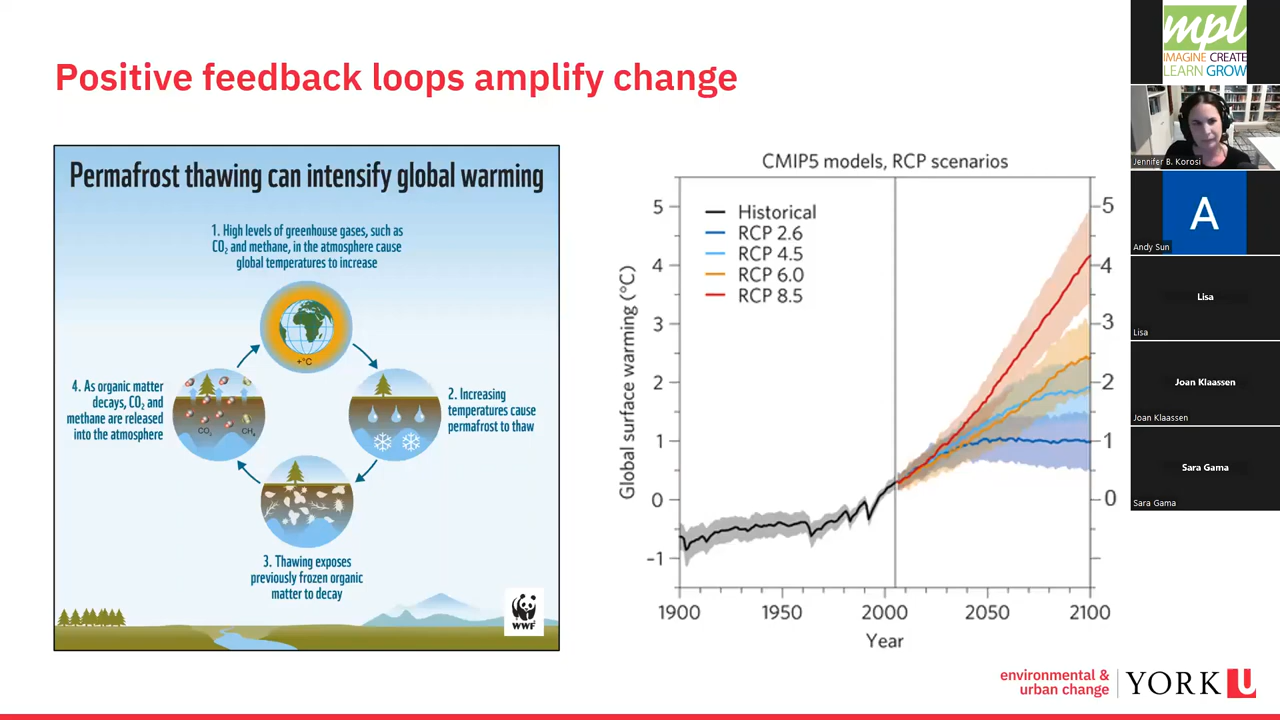 Positive feedback loops amplify change
Permafrost thawing can intensify global warming
1. High levels of greenhouse gases, such as
CO₂ and methane, in the atmosphere cause
global temperatures to increase
+°C
2. Increasing
temperatures cause
permafrost to thaw
3. Thawing exposes
previously frozen organic
matter to decay
4. As organic matter
decays, CO₂ and
methane are released
into the atmosphere
CO₂
CH₄
WWF
CMIP5 models, RCP scenarios
Historical
RCP 2.6
RCP 4.5
RCP 6.0
RCP 8.5
Global surface warming (°C)
5
4
3
2
1
0
−1
5
4
3
2
1
0
1900
1950
2000
2050
2100
Year
environmental &
urban change
YORK U
mpl
IMAGINE CREATE
LEARN GROW
Jennifer B. Korosi
A
Andy Sun
Lisa
Lisa
Joan Klaassen
Joan Klaassen
Sara Gama
Sara Gama